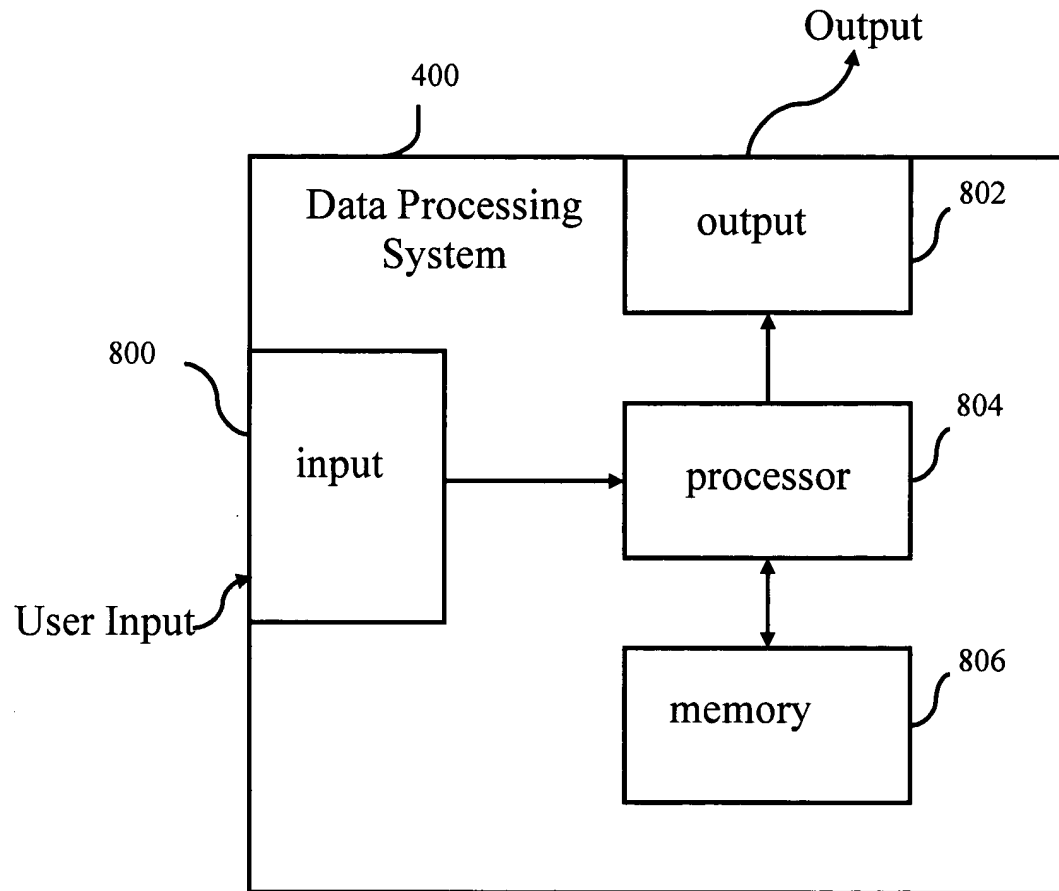 Output
400
Data Processing
System
output
802
800
input
804
processor
User Input
806
memory